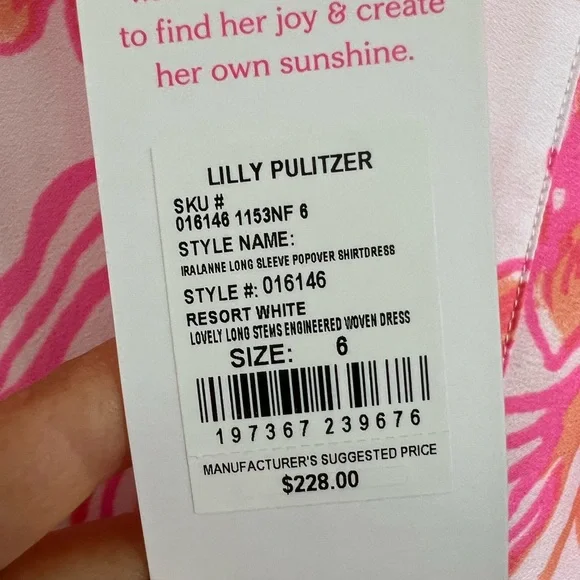 to find her joy & create
her own sunshine.
LILLY PULITZER
SKU #
016146 1153NF 6
STYLE NAME:
IRALANNE LONG SLEEVE POPOVER SHIRTDRESS
STYLE #: 016146
RESORT WHITE
LOVELY LONG STEMS ENGINEERED WOVEN DRESS
SIZE: 6
197367 239676
MANUFACTURER'S SUGGESTED PRICE
$228.00